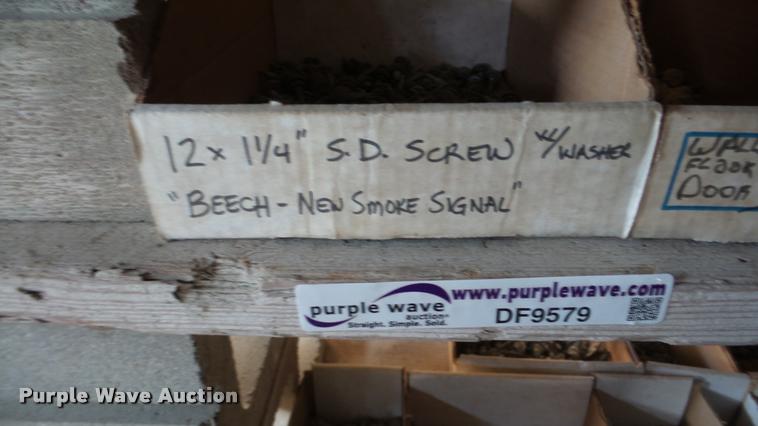 12 x 1 1/4" S.D. SCREW W/ WASHER
"BEECH - NEW SMOKE SIGNAL"
FLOOR
DOOR
purple wave
auction
Straight. Simple. Sold.
www.purplewave.com
DF9579
Purple Wave Auction